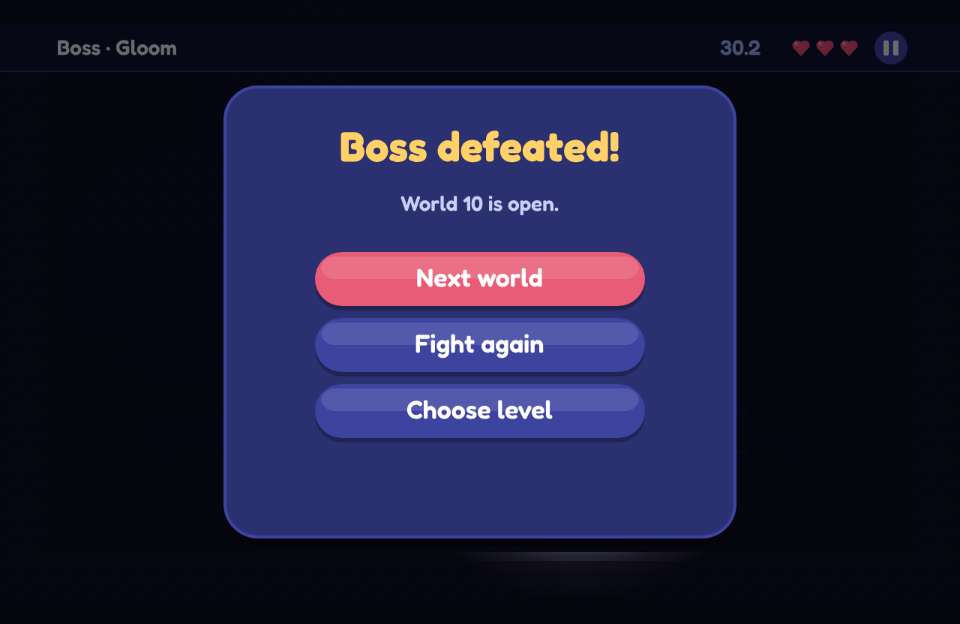 Boss · Gloom
30.2
Boss defeated!
World 10 is open.
Next world
Fight again
Choose level